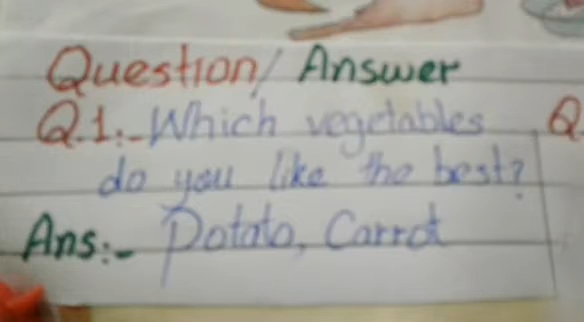 Question/Answer
Q.1:- Which vegetables
do you like the best?
Ans:- Potato, Carrot
Q